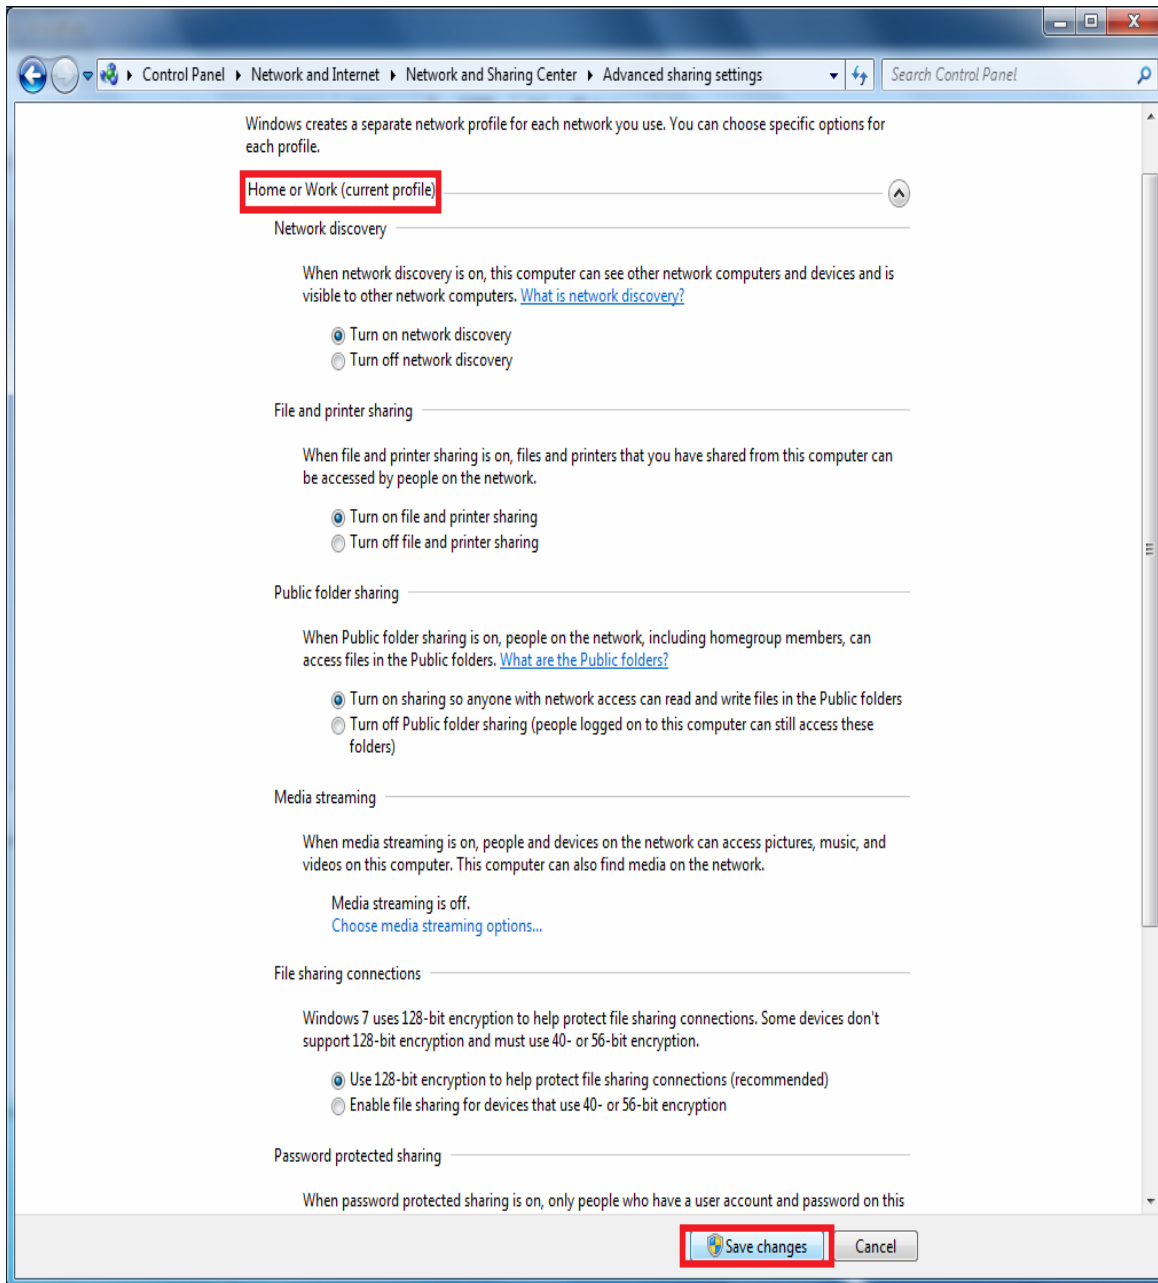 Control Panel Network and Internet Network and Sharing Center Advanced sharing settings Search Control Panel
Windows creates a separate network profile for each network you use. You can choose specific options for
each profile.
Home or Work (current profile)
Network discovery
When network discovery is on, this computer can see other network computers and devices and is
visible to other network computers. What is network discovery?
Turn on network discovery
Turn off network discovery
File and printer sharing
When file and printer sharing is on, files and printers that you have shared from this computer can
be accessed by people on the network.
Turn on file and printer sharing
Turn off file and printer sharing
Public folder sharing
When Public folder sharing is on, people on the network, including homegroup members, can
access files in the Public folders. What are the Public folders?
Turn on sharing so anyone with network access can read and write files in the Public folders
Turn off Public folder sharing (people logged on to this computer can still access these
folders)
Media streaming
When media streaming is on, people and devices on the network can access pictures, music, and
videos on this computer. This computer can also find media on the network.
Media streaming is off.
Choose media streaming options...
File sharing connections
Windows 7 uses 128-bit encryption to help protect file sharing connections. Some devices don't
support 128-bit encryption and must use 40- or 56-bit encryption.
Use 128-bit encryption to help protect file sharing connections (recommended)
Enable file sharing for devices that use 40- or 56-bit encryption
Password protected sharing
When password protected sharing is on, only people who have a user account and password on this
Save changes Cancel